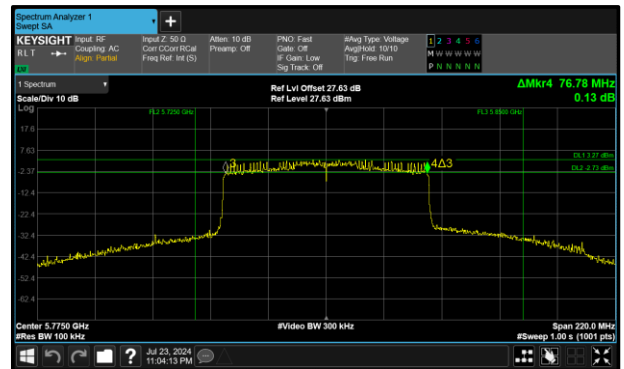 Spectrum Analyzer 1
Swept SA
+
KEYSIGHT
RLT
Input: RF
Coupling: AC
Align: Partial
Input Z: 50 Ω
Corr CCorr RCal
Freq Ref: Int (S)
Atten: 10 dB
Preamp: Off
PNO: Fast
Gate: Off
IF Gain: Low
Sig Track: Off
#Avg Type: Voltage
Avg|Hold: 10/10
Trig: Free Run
1 2 3 4 5 6
M W W W W W
P N N N N N
1 Spectrum
Scale/Div 10 dB
Ref Lvl Offset 27.63 dB
Ref Level 27.63 dBm
ΔMkr4 76.78 MHz
0.13 dB
Log
FL2 5.7250 GHz
FL3 5.8500 GHz
17.6
7.63
DL1 3.27 dBm
-2.37
3
4Δ3
DL2 -2.73 dBm
-12.4
-22.4
-32.4
-42.4
-52.4
-62.4
Center 5.7750 GHz
#Video BW 300 kHz
Span 220.0 MHz
#Res BW 100 kHz
#Sweep 1.00 s (1001 pts)
?
Jul 23, 2024
11:04:13 PM